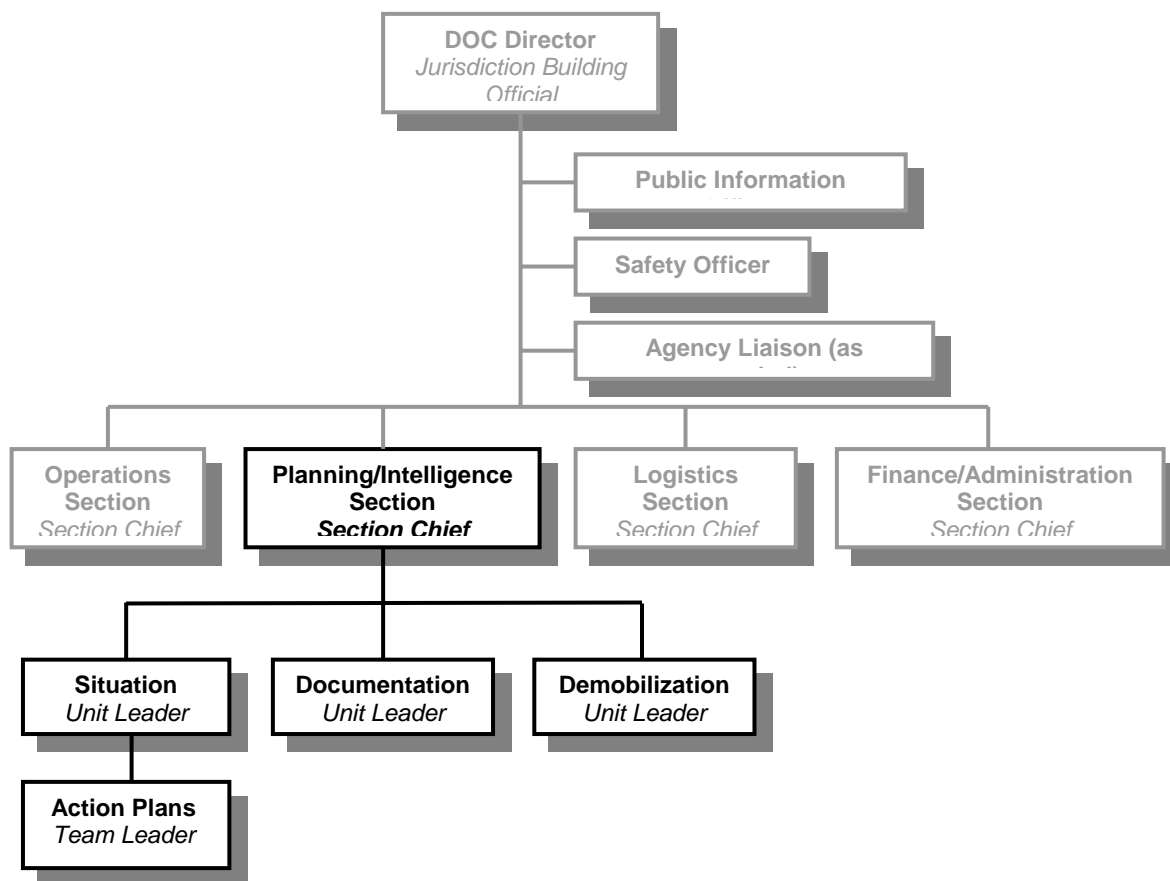 DOC Director
Jurisdiction Building
Official
Public Information
Safety Officer
Agency Liaison (as
Operations
Section
Section Chief
Planning/Intelligence
Section
Section Chief
Logistics
Section
Section Chief
Finance/Administration
Section
Section Chief
Situation
Unit Leader
Documentation
Unit Leader
Demobilization
Unit Leader
Action Plans
Team Leader